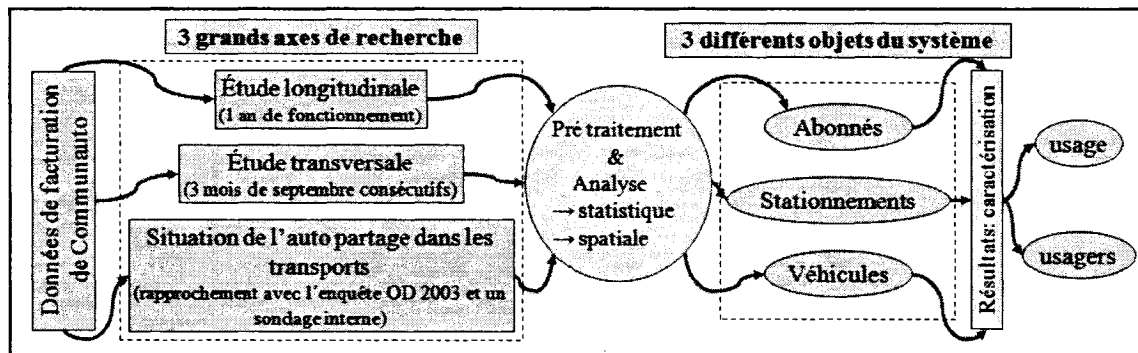 3 grands axes de recherche
3 différents objets du système
Données de facturation
de Communauto
Étude longitudinale
(1 an de fonctionnement)
Étude transversale
(3 mois de septembre consécutifs)
Situation de l'auto partage dans les
transports
(rapprochement avec l'enquête OD 2003 et un
sondage interne)
Pré traitement
&
Analyse
→ statistique
→ spatiale
Abonnés
Stationnements
Véhicules
Résultats: caractérisation
usage
usagers